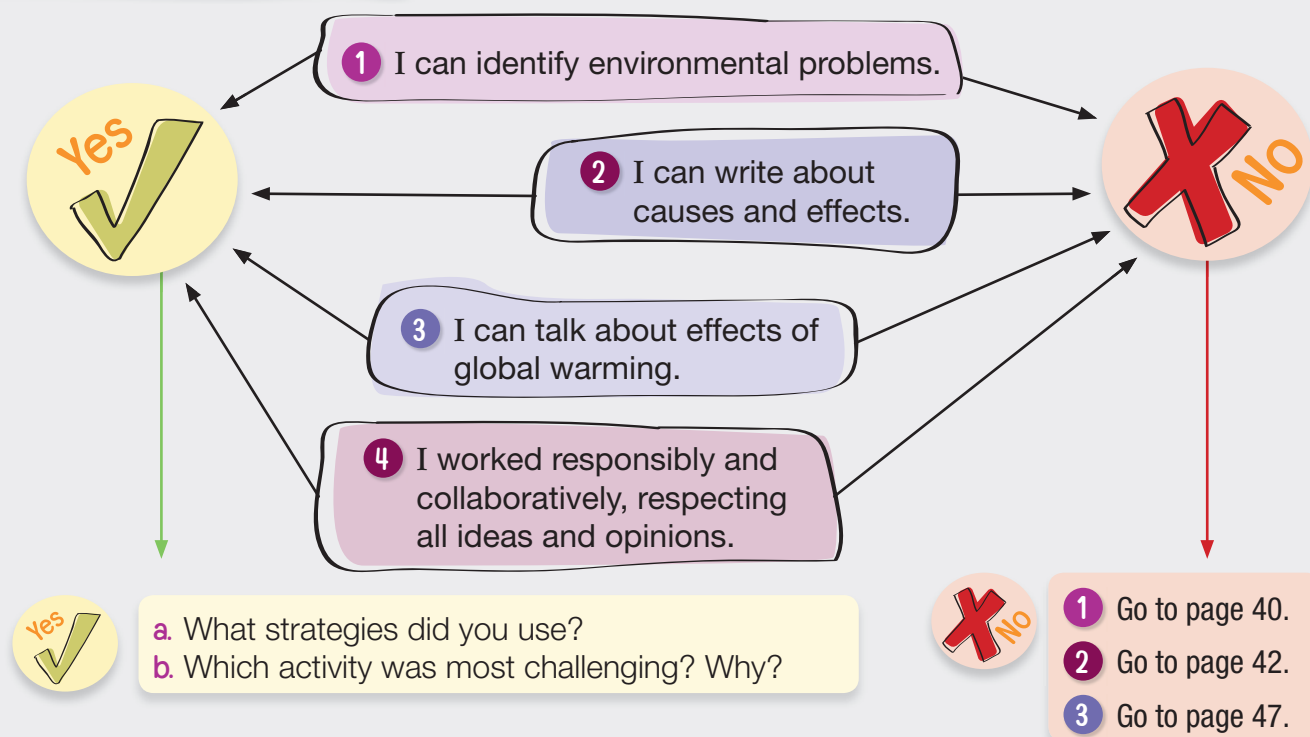 1 I can identify environmental problems.
Yes
No
2 I can write about
causes and effects.
3 I can talk about effects of
global warming.
4 I worked responsibly and
collaboratively, respecting
all ideas and opinions.
Yes
a. What strategies did you use?
b. Which activity was most challenging? Why?
No
1 Go to page 40.
2 Go to page 42.
3 Go to page 47.